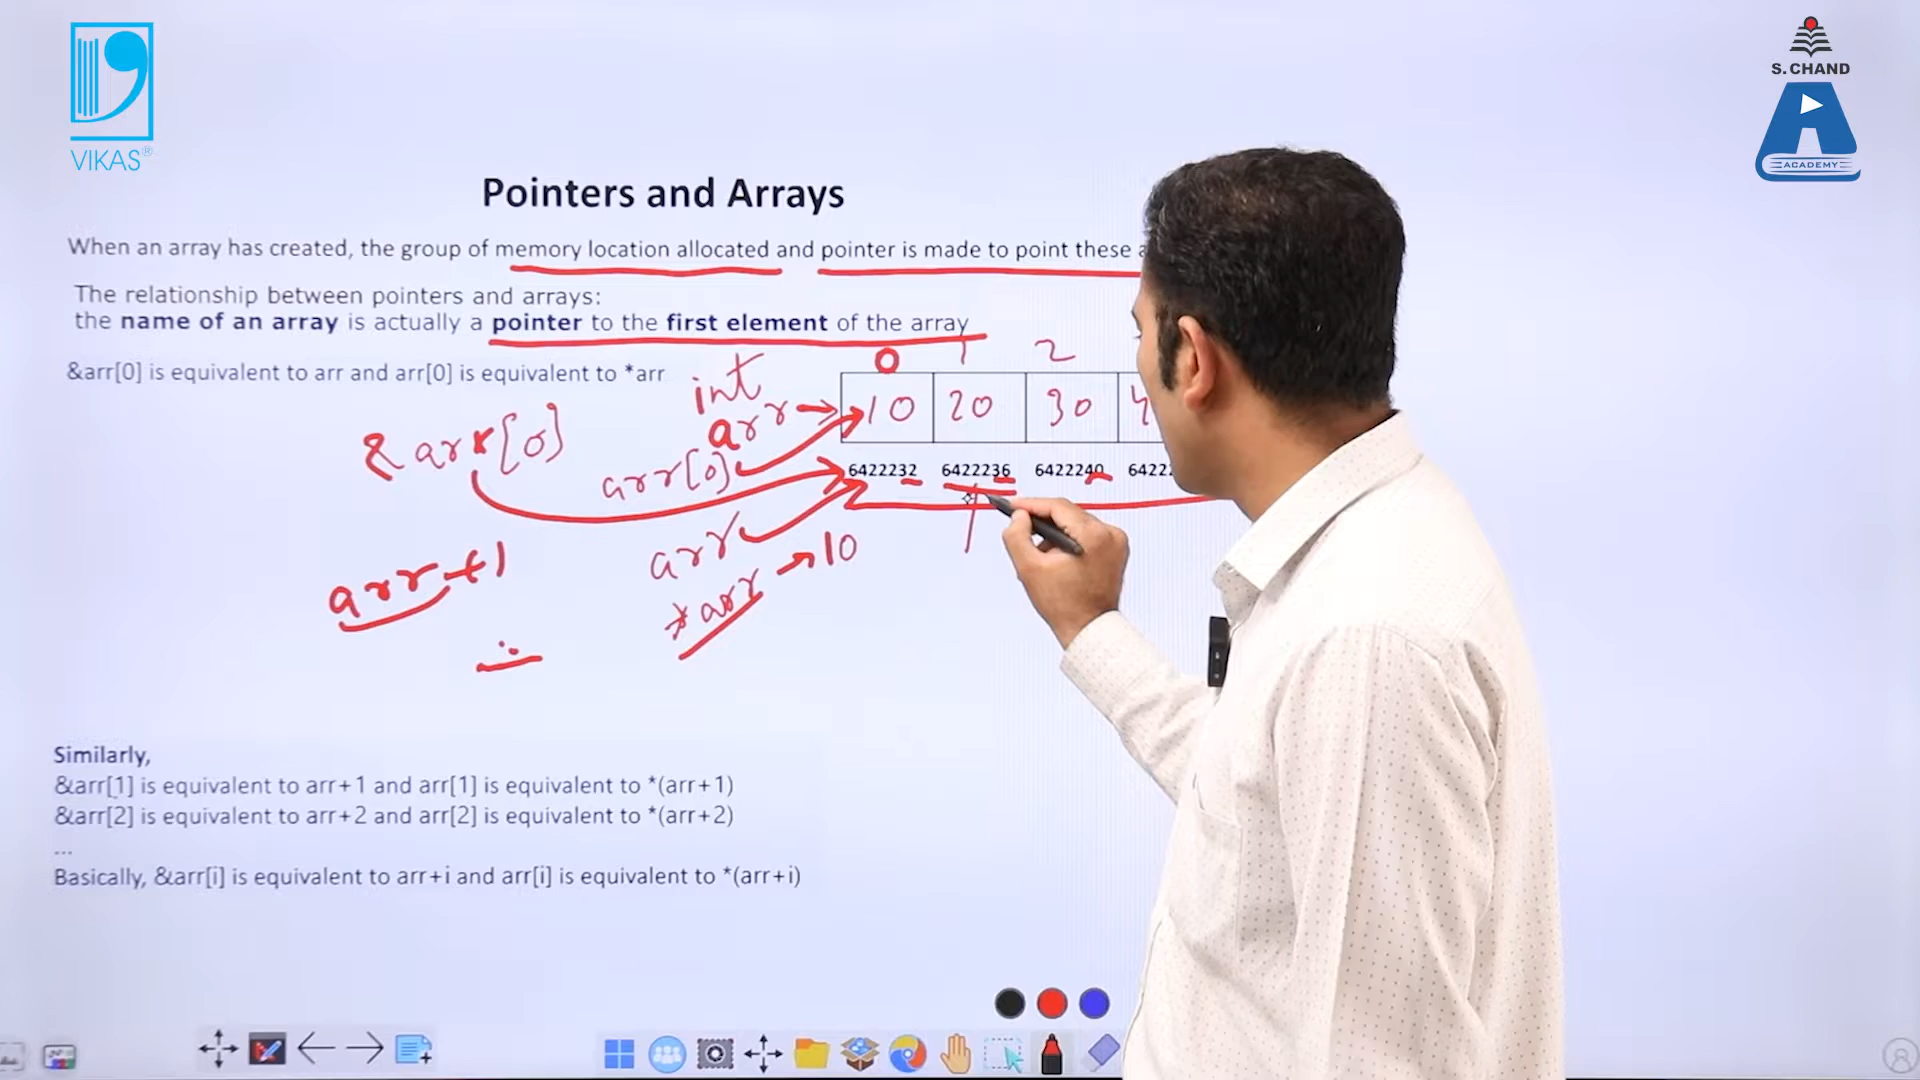 VIKAS®
S. CHAND
ACADEMY
Pointers and Arrays
When an array has created, the group of memory location allocated and pointer is made to point these
The relationship between pointers and arrays:
the name of an array is actually a pointer to the first element of the array
&arr[0] is equivalent to arr and arr[0] is equivalent to *arr
0 1 2
int
arr
10 20 30 4
&arr[0]
arr[0]
6422232 6422236 6422240 6422
arr+1
arr
*arr → 10
Similarly,
&arr[1] is equivalent to arr+1 and arr[1] is equivalent to *(arr+1)
&arr[2] is equivalent to arr+2 and arr[2] is equivalent to *(arr+2)
...
Basically, &arr[i] is equivalent to arr+i and arr[i] is equivalent to *(arr+i)